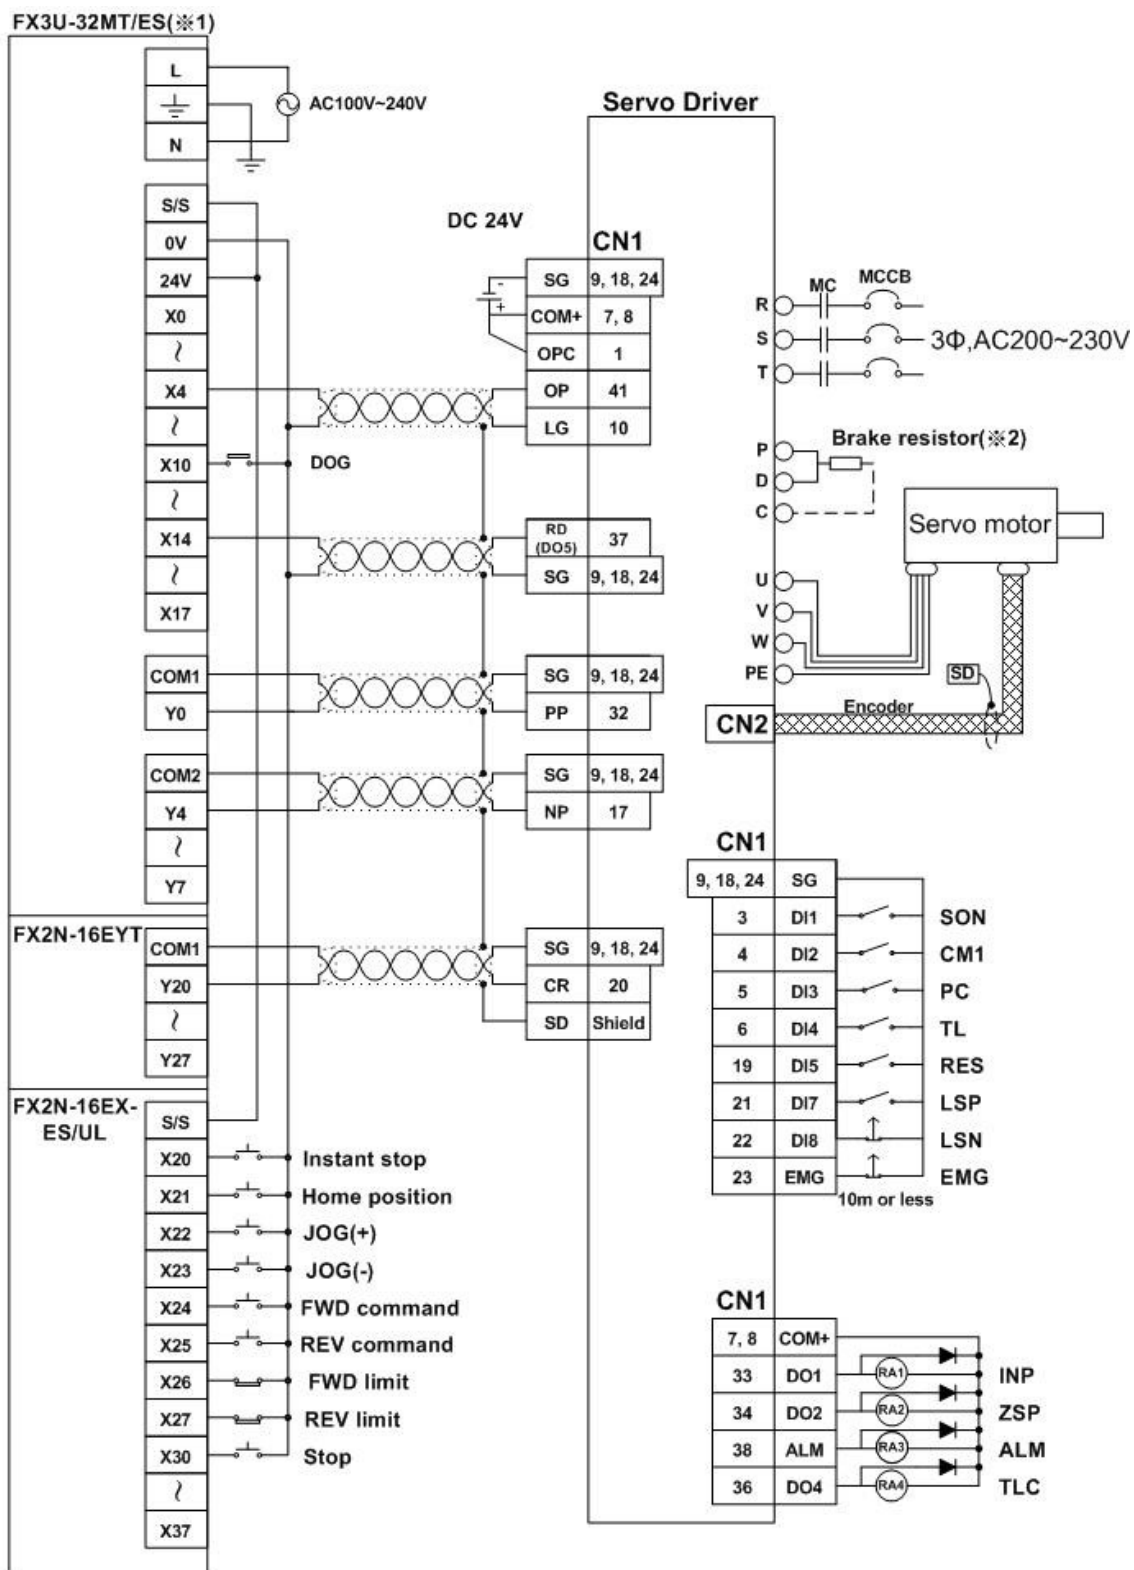 FX3U-32MT/ES(※1)
L
N
AC100V~240V
S/S
0V
24V
X0
X4
X10
DOG
X14
X17
COM1
Y0
COM2
Y4
Y7
FX2N-16EYT
COM1
Y20
Y27
FX2N-16EX-
ES/UL
S/S
X20 Instant stop
X21 Home position
X22 JOG(+)
X23 JOG(-)
X24 FWD command
X25 REV command
X26 FWD limit
X27 REV limit
X30 Stop
X37
Servo Driver
DC 24V
CN1
- SG 9, 18, 24
+ COM+ 7, 8
OPC 1
OP 41
LG 10
RD
(DO5) 37
SG 9, 18, 24
SG 9, 18, 24
PP 32
SG 9, 18, 24
NP 17
SG 9, 18, 24
CR 20
SD Shield
MC MCCB
R
S 3Φ,AC200~230V
T
P Brake resistor(※2)
D
C
Servo motor
U
V
W
PE
SD
Encoder
CN2
CN1
9, 18, 24 SG
3 DI1 SON
4 DI2 CM1
5 DI3 PC
6 DI4 TL
19 DI5 RES
21 DI7 LSP
22 DI8 LSN
23 EMG EMG
10m or less
CN1
7, 8 COM+
33 DO1 RA1 INP
34 DO2 RA2 ZSP
38 ALM RA3 ALM
36 DO4 RA4 TLC